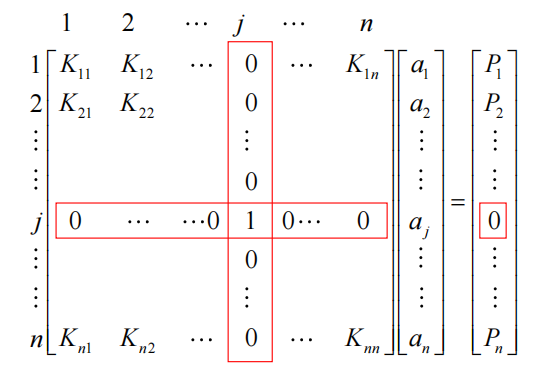 1 2 ⋯ j ⋯ n
1 K₁₁ K₁₂ ⋯ 0 ⋯ K₁ₙ a₁ P₁
2 K₂₁ K₂₂ 0 a₂ P₂
⋮ ⋮ ⋮ ⋮
⋮ 0 ⋮ ⋮
j 0 ⋯ ⋯0 1 0⋯ 0 aⱼ = 0
⋮ 0 ⋮ ⋮
⋮ ⋮ ⋮ ⋮
n Kₙ₁ Kₙ₂ ⋯ 0 ⋯ Kₙₙ aₙ Pₙ